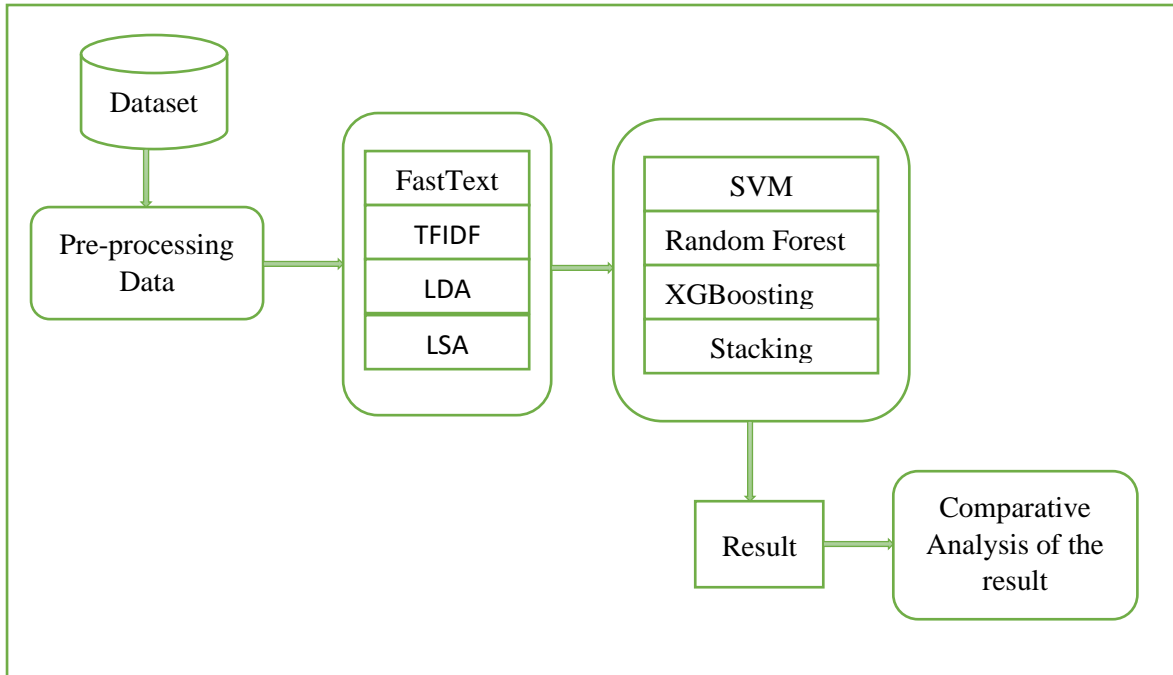 Dataset
Pre-processing
Data
FastText
TFIDF
LDA
LSA
SVM
Random Forest
XGBoosting
Stacking
Result
Comparative
Analysis of the
result